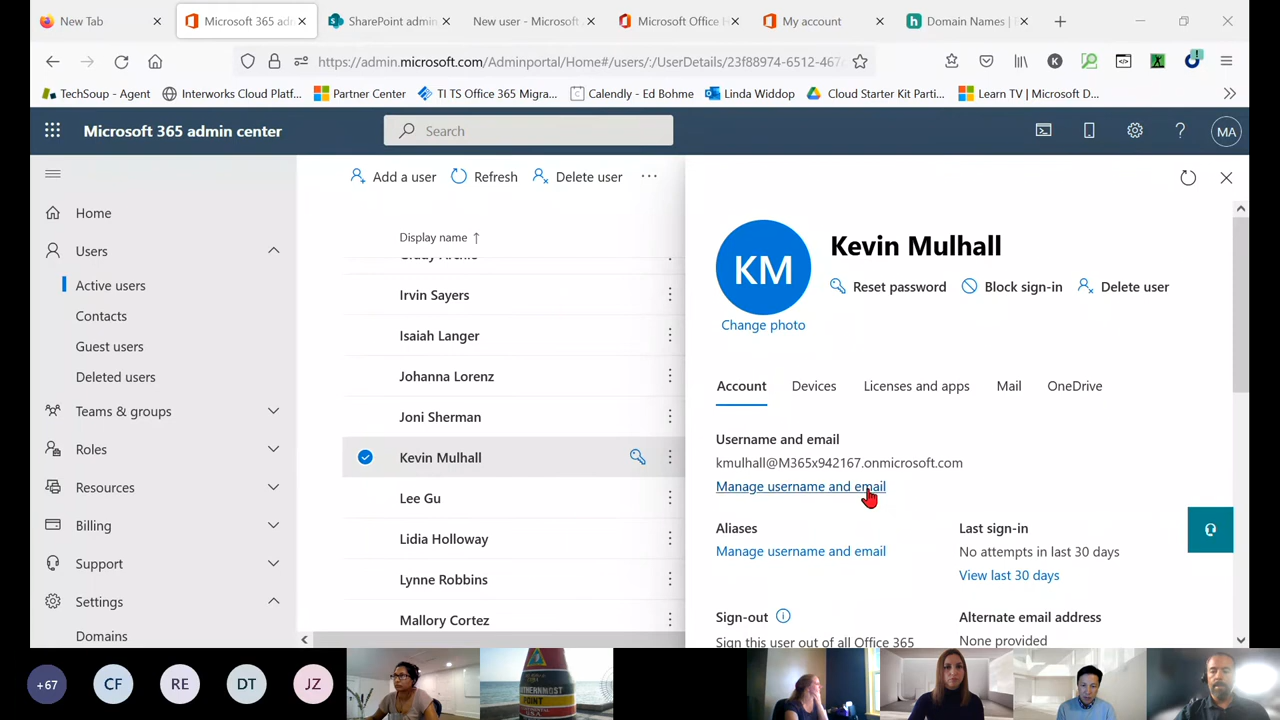 New Tab
Microsoft 365 adm
SharePoint admin
New user - Microsoft
Microsoft Office H
My account
Domain Names |
https://admin.microsoft.com/Adminportal/Home#/users/:/UserDetails/23f88974-6512-467
TechSoup - Agent
Interworks Cloud Platf...
Partner Center
TI TS Office 365 Migra...
Calendly - Ed Bohme
Linda Widdop
Cloud Starter Kit Parti...
Learn TV | Microsoft D...
Microsoft 365 admin center
Search
MA
Home
Users
Active users
Contacts
Guest users
Deleted users
Teams & groups
Roles
Resources
Billing
Support
Settings
Domains
Add a user
Refresh
Delete user
Display name ↑
Grady Archie
Irvin Sayers
Isaiah Langer
Johanna Lorenz
Joni Sherman
Kevin Mulhall
Lee Gu
Lidia Holloway
Lynne Robbins
Mallory Cortez
KM
Change photo
Kevin Mulhall
Reset password
Block sign-in
Delete user
Account
Devices
Licenses and apps
Mail
OneDrive
Username and email
kmulhall@M365x942167.onmicrosoft.com
Manage username and email
Aliases
Manage username and email
Last sign-in
No attempts in last 30 days
View last 30 days
Sign-out
Sign this user out of all Office 365
Alternate email address
None provided
+67
CF
RE
DT
JZ